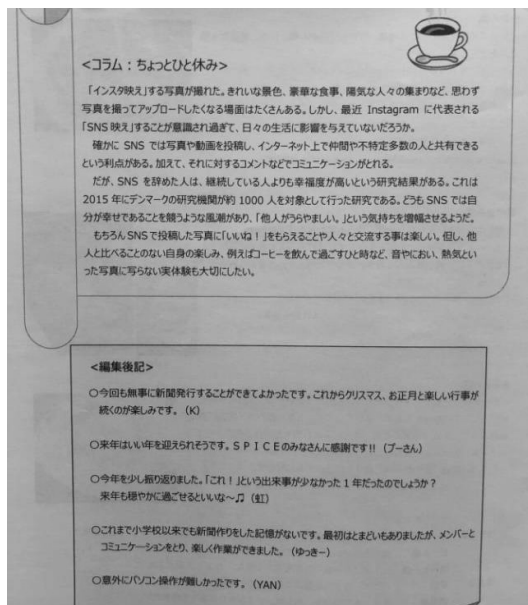 <コラム：ちょっとひと休み>
「インスタ映え」する写真が撮れた。きれいな景色、豪華な食事、陽気な人々の集まりなど、思わず
写真を撮ってアップロードしたくなる場面はたくさんある。しかし、最近 Instagram に代表される
「SNS 映え」することが意識され過ぎて、日々の生活に影響を与えていないだろうか。
確かに SNS では写真や動画を投稿し、インターネット上で仲間や不特定多数の人と共有できる
という利点がある。加えて、それに対するコメントなどでコミュニケーションがとれる。
だが、SNS を辞めた人は、継続している人よりも幸福度が高いという研究結果がある。これは
2015 年にデンマークの研究機関が約 1000 人を対象として行った研究である。どうも SNS では自
分が幸せであることを競うような風潮があり、「他人がうらやましい。」という気持ちを増幅させるようだ。
もちろん SNS で投稿した写真に「いいね！」をもらえることや人々と交流する事は楽しい。但し、他
人と比べることのない自身の楽しみ、例えばコーヒーを飲んで過ごすひと時など、音やにおい、熱気とい
った写真に写らない実体験も大切にしたい。
<編集後記>
○今回も無事に新聞発行することができてよかったです。これからクリスマス、お正月と楽しい行事が
続くのが楽しみです。（K）
○来年はいい年を迎えられそうです。ＳＰＩＣＥのみなさんに感謝です!!（プーさん）
○今年を少し振り返りました。「これ！」という出来事が少なかった 1 年だったのでしょうか？
来年も穏やかに過ごせるといいな～♫（虹）
○これまで小学校以来でも新聞作りをした記憶がないです。最初はとまどいもありましたが、メンバーと
コミュニケーションをとり、楽しく作業ができました。（ゆっきー）
○意外にパソコン操作が難しかったです。（YAN）